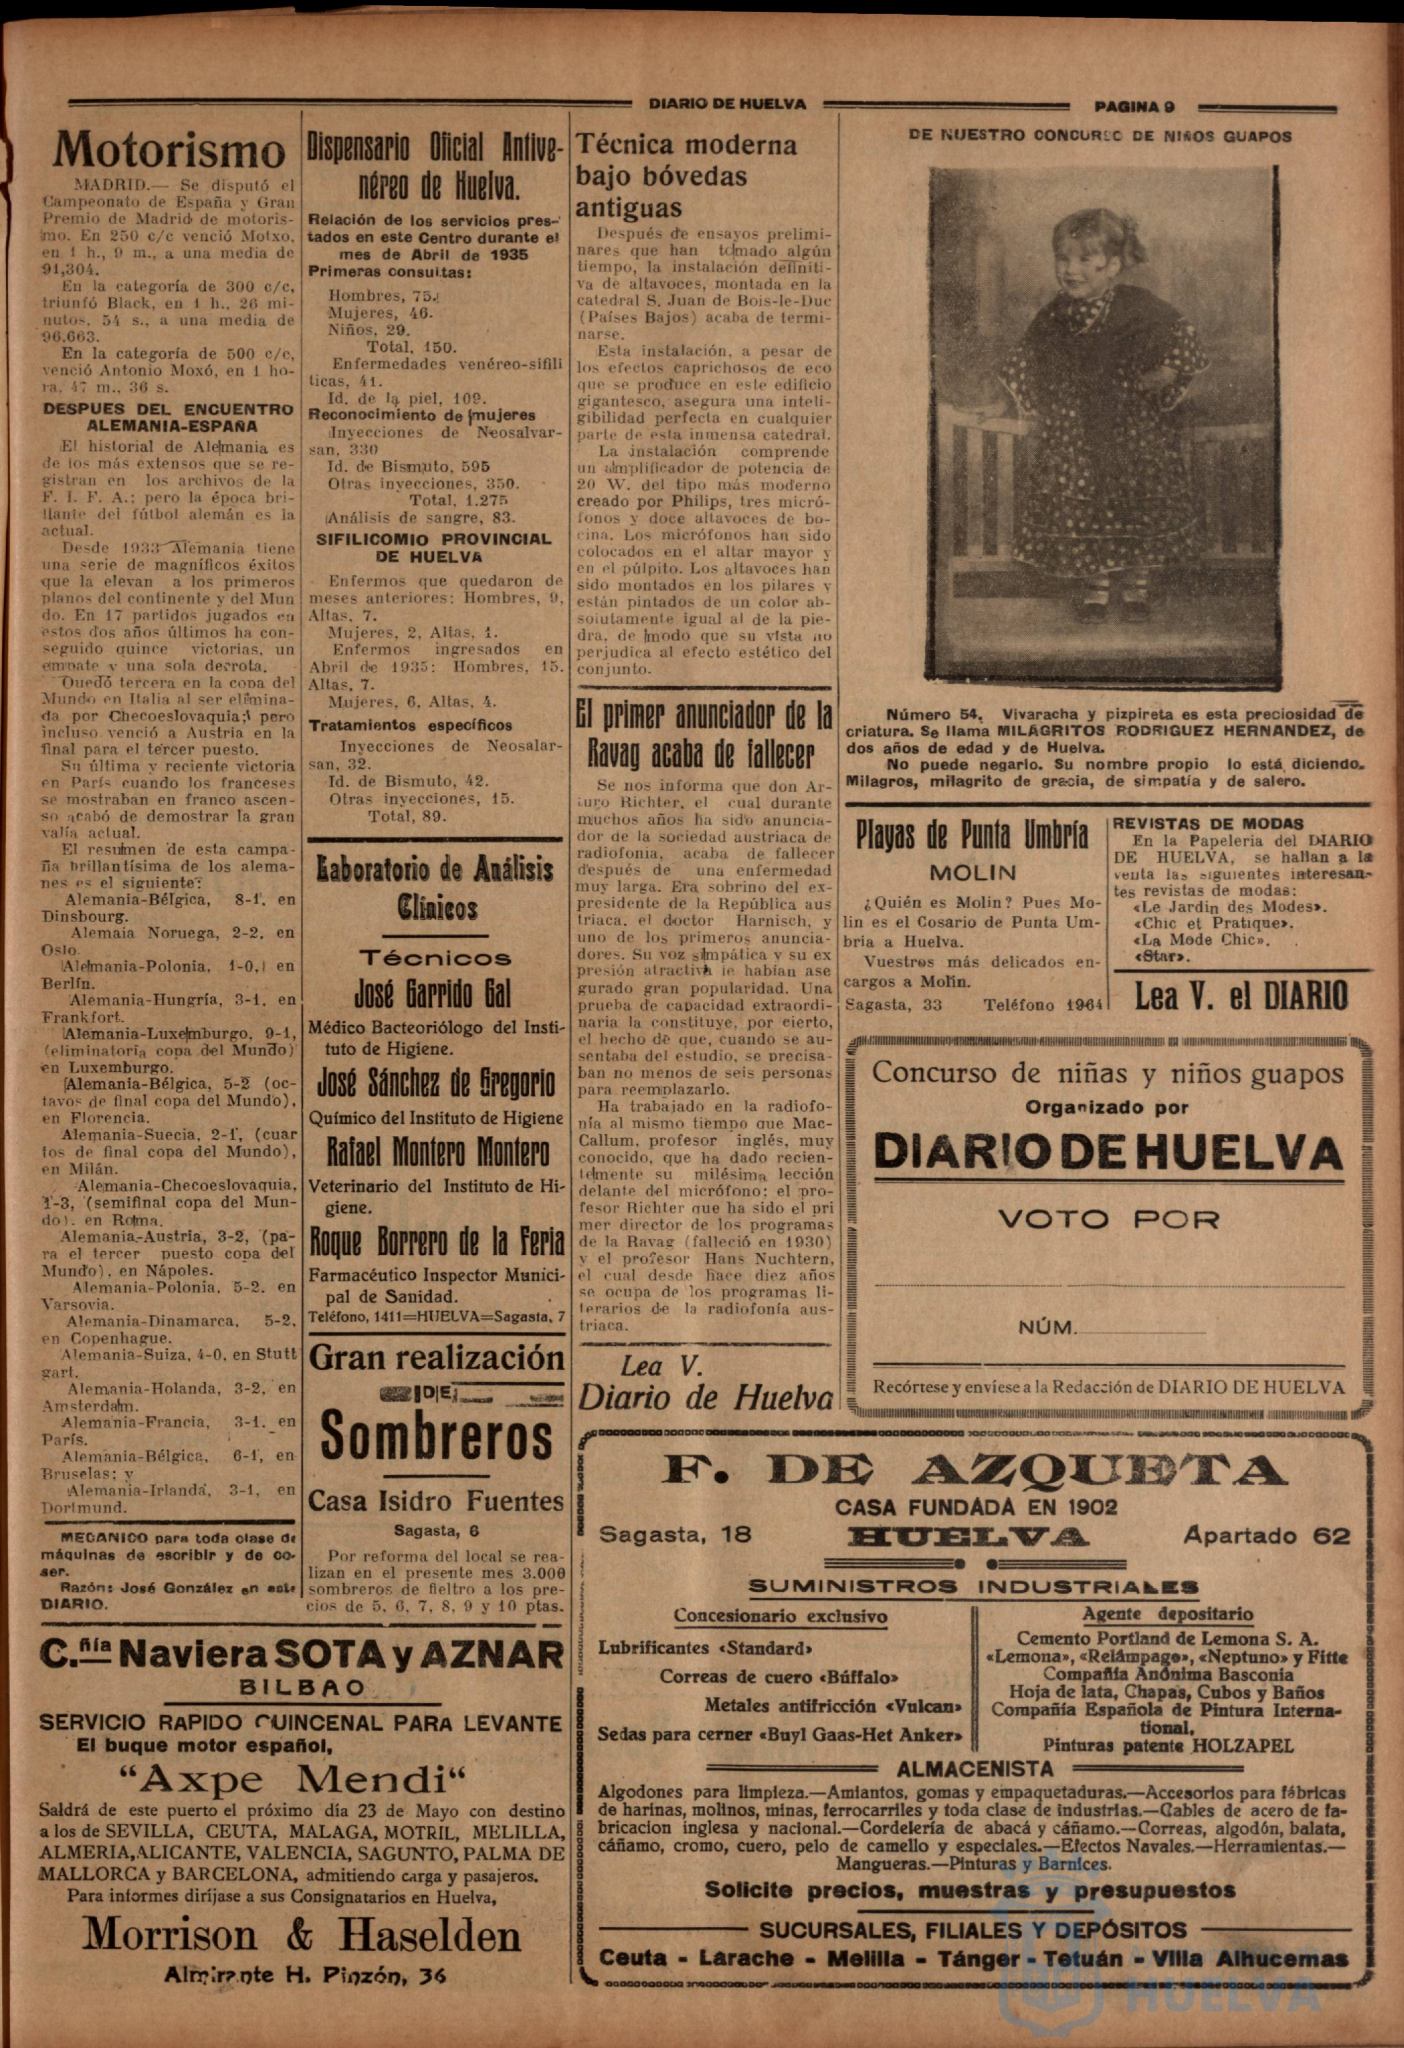 DIARIO DE HUELVA
PAGINA 9
Motorismo
MADRID.— Se disputó el
Campeonato de España y Gran
Premio de Madrid de motoris-
mo. En 250 c/c venció Motxo,
en 1 h., 9 m., a una media de
91,304.
En la categoría de 300 c/c,
triunfó Black, en 1 h., 26 mi-
nutos, 54 s., a una media de
96.663.
En la categoría de 500 c/c,
venció Antonio Moxó, en 1 ho-
ra, 47 m., 36 s.
DESPUES DEL ENCUENTRO
ALEMANIA-ESPAÑA
El historial de Alemania es
de los más extensos que se re-
gistran en los archivos de la
F. I. F. A.; pero la época bri-
llante del fútbol alemán es la
actual.
Desde 1933 Alemania tiene
una serie de magníficos éxitos
que la elevan a los primeros
planos del continente y del Mun
do. En 17 partidos jugados en
estos dos años últimos ha con-
seguido quince victorias, un
empate y una sola derrota.
Quedó tercera en la copa del
Mundo en Italia al ser elimina-
da por Checoeslovaquia; pero
incluso venció a Austria en la
final para el tercer puesto.
Su última y reciente victoria
en París cuando los franceses
se mostraban en franco ascen-
so acabó de demostrar la gran
valía actual.
El resumen de esta campa-
ña brillantísima de los alema-
nes es el siguiente:
Alemania-Bélgica, 8-1, en
Dinsbourg.
Alemaia Noruega, 2-2, en
Oslo.
Alemania-Polonia, 1-0, en
Berlín.
Alemania-Hungría, 3-1, en
Frankfort.
Alemania-Luxemburgo, 9-1,
(eliminatoria copa del Mundo)
en Luxemburgo.
Alemania-Bélgica, 5-2 (oc-
tavos de final copa del Mundo),
en Florencia.
Alemania-Suecia, 2-1, (cuar
tos de final copa del Mundo),
en Milán.
Alemania-Checoeslovaquia,
1-3, (semifinal copa del Mun-
do), en Roma.
Alemania-Austria, 3-2, (pa-
ra el tercer puesto copa del
Mundo), en Nápoles.
Alemania-Polonia, 5-2, en
Varsovia.
Alemania-Dinamarca, 5-2,
en Copenhague.
Alemania-Suiza, 4-0, en Stutt
gart.
Alemania-Holanda, 3-2, en
Amsterdam.
Alemania-Francia, 3-1, en
París.
Alemania-Bélgica, 6-1, en
Bruselas; y
Alemania-Irlanda, 3-1, en
Dortmund.
MECANICO para toda clase de
máquinas de escribir y de co-
ser.
Razón: José González en este
DIARIO.
Dispensario Oficial Antive-
néreo de Huelva.
Relación de los servicios pres-
tados en este Centro durante el
mes de Abril de 1935
Primeras consultas:
Hombres, 75.
Mujeres, 46.
Niños, 29.
Total, 150.
Enfermedades venéreo-sifilí
ticas, 41.
Id. de la piel, 109.
Reconocimiento de mujeres
Inyecciones de Neosalvar-
san, 330
Id. de Bismuto, 595
Otras inyecciones, 350.
Total, 1.275
Análisis de sangre, 83.
SIFILICOMIO PROVINCIAL
DE HUELVA
Enfermos que quedaron de
meses anteriores: Hombres, 9,
Altas, 7.
Mujeres, 2, Altas, 1.
Enfermos ingresados en
Abril de 1935: Hombres, 15.
Altas, 7.
Mujeres, 6, Altas, 4.
Tratamientos específicos
Inyecciones de Neosalar-
san, 32.
Id. de Bismuto, 42.
Otras inyecciones, 15.
Total, 89.
Laboratorio de Análisis
Clínicos
Técnicos
José Garrido Gal
Médico Bacteoriólogo del Insti-
tuto de Higiene.
José Sánchez de Gregorio
Químico del Instituto de Higiene
Rafael Montero Montero
Veterinario del Instituto de Hi-
giene.
Roque Borrero de la Feria
Farmacéutico Inspector Munici-
pal de Sanidad.
Teléfono, 1411=HUELVA=Sagasta, 7
Gran realización
DE
Sombreros
Casa Isidro Fuentes
Sagasta, 6
Por reforma del local se rea-
lizan en el presente mes 3.000
sombreros de fieltro a los pre-
cios de 5, 6, 7, 8, 9 y 10 ptas.
C.ñía Naviera SOTA y AZNAR
BILBAO
SERVICIO RAPIDO QUINCENAL PARA LEVANTE
El buque motor español,
“Axpe Mendi“
Saldrá de este puerto el próximo día 23 de Mayo con destino
a los de SEVILLA, CEUTA, MALAGA, MOTRIL, MELILLA,
ALMERIA,ALICANTE, VALENCIA, SAGUNTO, PALMA DE
MALLORCA y BARCELONA, admitiendo carga y pasajeros.
Para informes diríjase a sus Consignatarios en Huelva,
Morrison & Haselden
Almirante H. Pinzón, 36
Técnica moderna
bajo bóvedas
antiguas
Después de ensayos prelimi-
nares que han tomado algún
tiempo, la instalación definiti-
va de altavoces, montada en la
catedral S. Juan de Bois-le-Duc
(Países Bajos) acaba de termi-
narse.
Esta instalación, a pesar de
los efectos caprichosos de eco
que se produce en este edificio
gigantesco, asegura una inteli-
gibilidad perfecta en cualquier
parte de esta inmensa catedral.
La instalación comprende
un amplificador de potencia de
20 W. del tipo más moderno
creado por Philips, tres micró-
fonos y doce altavoces de bo-
cina. Los micrófonos han sido
colocados en el altar mayor y
en el púlpito. Los altavoces han
sido montados en los pilares y
están pintados de un color ab-
solutamente igual al de la pie-
dra, de modo que su vista no
perjudica al efecto estético del
conjunto.
El primer anunciador de la
Ravag acaba de fallecer
Se nos informa que don Ar-
turo Richter, el cual durante
muchos años ha sido anuncia-
dor de la sociedad austriaca de
radiofonia, acaba de fallecer
después de una enfermedad
muy larga. Era sobrino del ex-
presidente de la República aus
triaca, el doctor Harnisch, y
uno de los primeros anuncia-
dores. Su voz simpática y su ex
presión atractiva le habían ase
gurado gran popularidad. Una
prueba de capacidad extraordi-
naria la constituye, por cierto,
el hecho de que, cuando se au-
sentaba del estudio, se precisa-
ban no menos de seis personas
para reemplazarlo.
Ha trabajado en la radiofo-
nía al mismo tiempo que Mac-
Callum, profesor inglés, muy
conocido, que ha dado recien-
temente su milésima lección
delante del micrófono; el pro-
fesor Richter que ha sido el pri
mer director de los programas
de la Ravag (falleció en 1930)
y el profesor Hans Nuchtern,
el cual desde hace diez años
se ocupa de los programas li-
terarios de la radiofonía aus-
triaca.
Lea V.
Diario de Huelva
DE NUESTRO CONCURSO DE NIÑOS GUAPOS
Número 54. Vivaracha y pizpireta es esta preciosidad de
criatura. Se llama MILAGRITOS RODRIGUEZ HERNANDEZ, de
dos años de edad y de Huelva.
No puede negarlo. Su nombre propio lo está diciendo.
Milagros, milagrito de gracia, de simpatía y de salero.
Playas de Punta Umbría
MOLIN
¿Quién es Molin? Pues Mo-
lin es el Cosario de Punta Um-
bría a Huelva.
Vuestros más delicados en-
cargos a Molin.
Sagasta, 33 Teléfono 1964
REVISTAS DE MODAS
En la Papeleria del DIARIO
DE HUELVA, se hallan a la
venta las siguientes interesan-
tes revistas de modas:
«Le Jardin des Modes».
«Chic et Pratique».
«La Mode Chic».
«Star».
Lea V. el DIARIO
Concurso de niñas y niños guapos
Organizado por
DIARIO DE HUELVA
VOTO POR
NÚM.
Recórtese y envíese a la Redacción de DIARIO DE HUELVA
F. DE AZQUETA
CASA FUNDADA EN 1902
Sagasta, 18 HUELVA Apartado 62
SUMINISTROS INDUSTRIALES
Concesionario exclusivo
Lubrificantes «Standard»
Correas de cuero «Búffalo»
Metales antifricción «Vulcan»
Sedas para cerner «Buyl Gaas-Het Anker»
Agente depositario
Cemento Portland de Lemona S. A.
«Lemona», «Relámpago», «Neptuno» y Fitte
Compañía Anónima Basconia
Hoja de lata, Chapas, Cubos y Baños
Compañía Española de Pintura Interna-
tional,
Pinturas patente HOLZAPEL
ALMACENISTA
Algodones para limpieza.—Amiantos, gomas y empaquetaduras.—Accesorios para fábricas
de harinas, molinos, minas, ferrocarriles y toda clase de industrias.—Cables de acero de fa-
bricacion inglesa y nacional.—Cordelería de abacá y cáñamo.—Correas, algodón, balata,
cáñamo, cromo, cuero, pelo de camello y especiales.—Efectos Navales.—Herramientas.—
Mangueras.—Pinturas y Barnices.
Solicite precios, muestras y presupuestos
SUCURSALES, FILIALES Y DEPÓSITOS
Ceuta - Larache - Melilla - Tánger - Tetuán - Villa Alhucemas
HUELVA